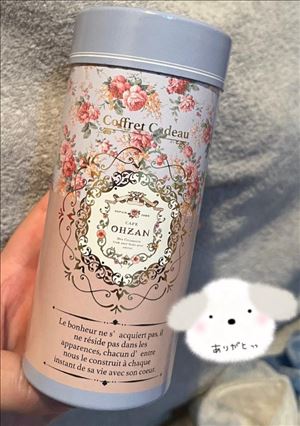 Coffret Cadeau
CAFE
OHZAN
Le bonheur ne s' acquiert pas, il
ne réside pas dans les
apparences, chacun d' entre
nous le construit à chaque
instant de sa vie avec son coeur.
ありがとっ